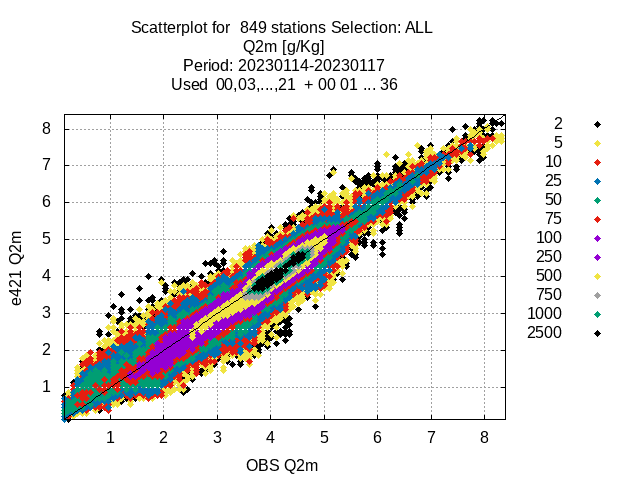 Scatterplot for  849 stations Selection: ALL
Q2m [g/Kg]
Period: 20230114-20230117
Used  00,03,...,21  + 00 01 ... 36
8
7
6
5
4
3
2
1
e421 Q2m
1 2 3 4 5 6 7 8
OBS Q2m
2
5
10
25
50
75
100
250
500
750
1000
2500